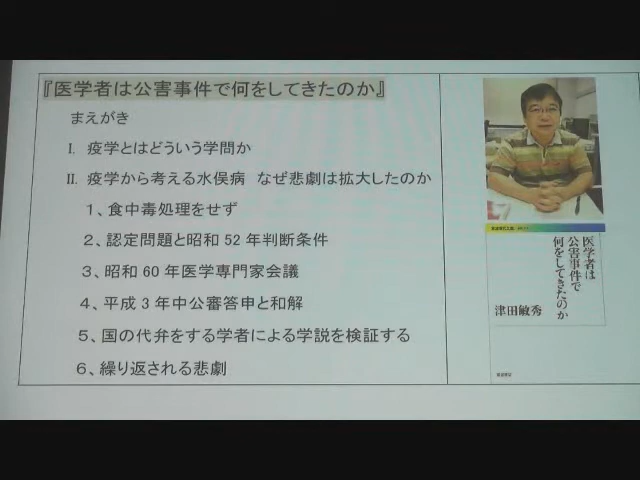 『医学者は公害事件で何をしてきたのか』
まえがき
Ⅰ. 疫学とはどういう学問か
Ⅱ. 疫学から考える水俣病 なぜ悲劇は拡大したのか
１、食中毒処理をせず
２、認定問題と昭和 52 年判断条件
３、昭和 60 年医学専門家会議
４、平成 3 年中公審答申と和解
５、国の代弁をする学者による学説を検証する
６、繰り返される悲劇
医学者は
公害事件で
何をしてきたのか
津田敏秀